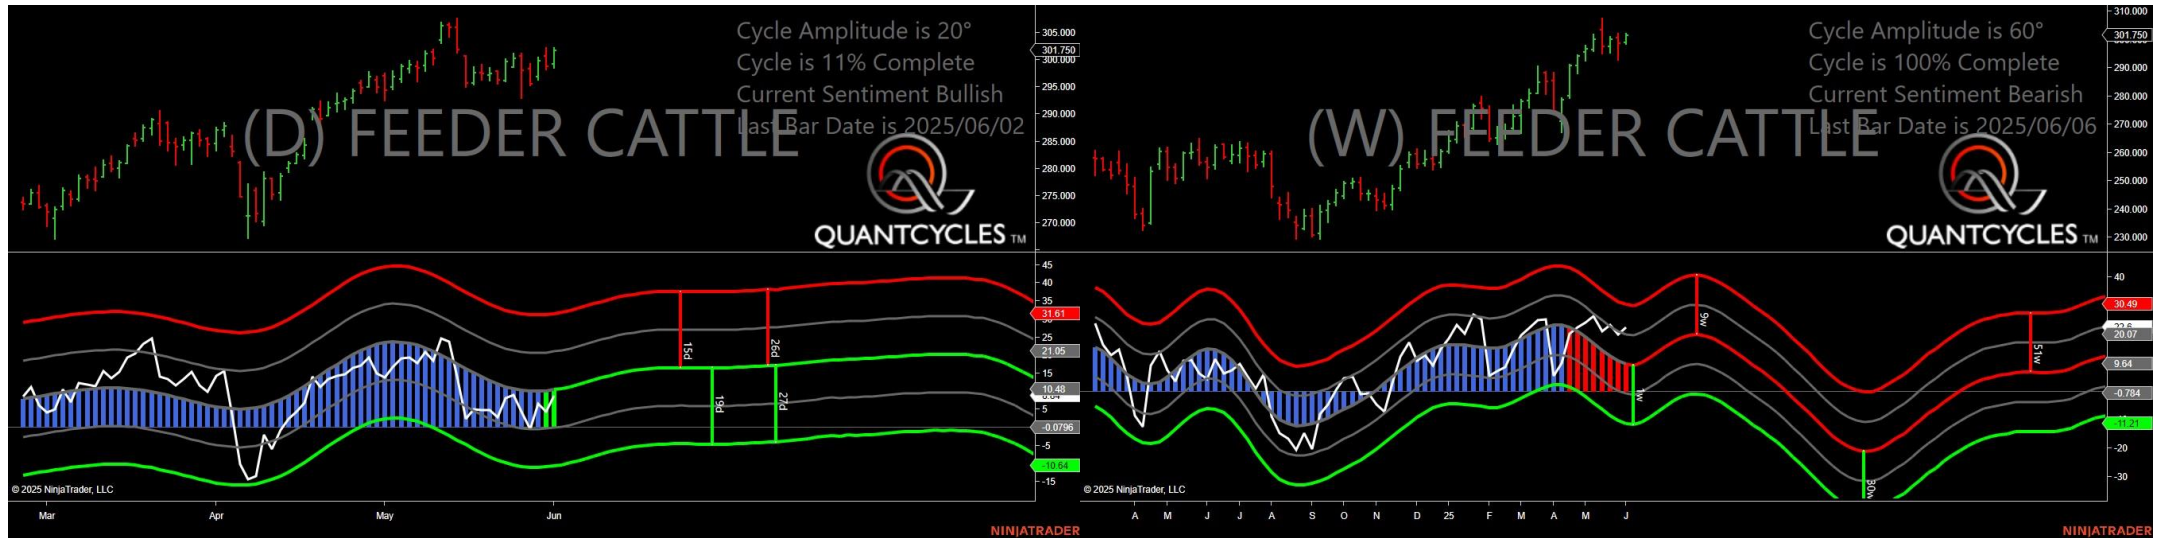 Cycle Amplitude is 20°
Cycle is 11% Complete
Current Sentiment Bullish
Last Bar Date is 2025/06/02
(D) FEEDER CATTLE
QUANTCYCLES TM
305.000
301.750
300.000
295.000
290.000
285.000
280.000
275.000
270.000
45
40
35
31.61
25
21.05
15
10.48
5
-0.0796
-5
-10.64
-15
15d
26d
19d
27d
© 2025 NinjaTrader, LLC
Mar Apr May Jun
NINJATRADER
Cycle Amplitude is 60°
Cycle is 100% Complete
Current Sentiment Bearish
Last Bar Date is 2025/06/06
(W) FEEDER CATTLE
QUANTCYCLES TM
310.000
301.750
290.000
280.000
270.000
260.000
250.000
240.000
230.000
40
30.49
20.07
9.64
-0.784
-11.21
-20
-30
9w
51w
1w
30w
© 2025 NinjaTrader, LLC
A M J J A S O N D 25 F M A M J
NINJATRADER